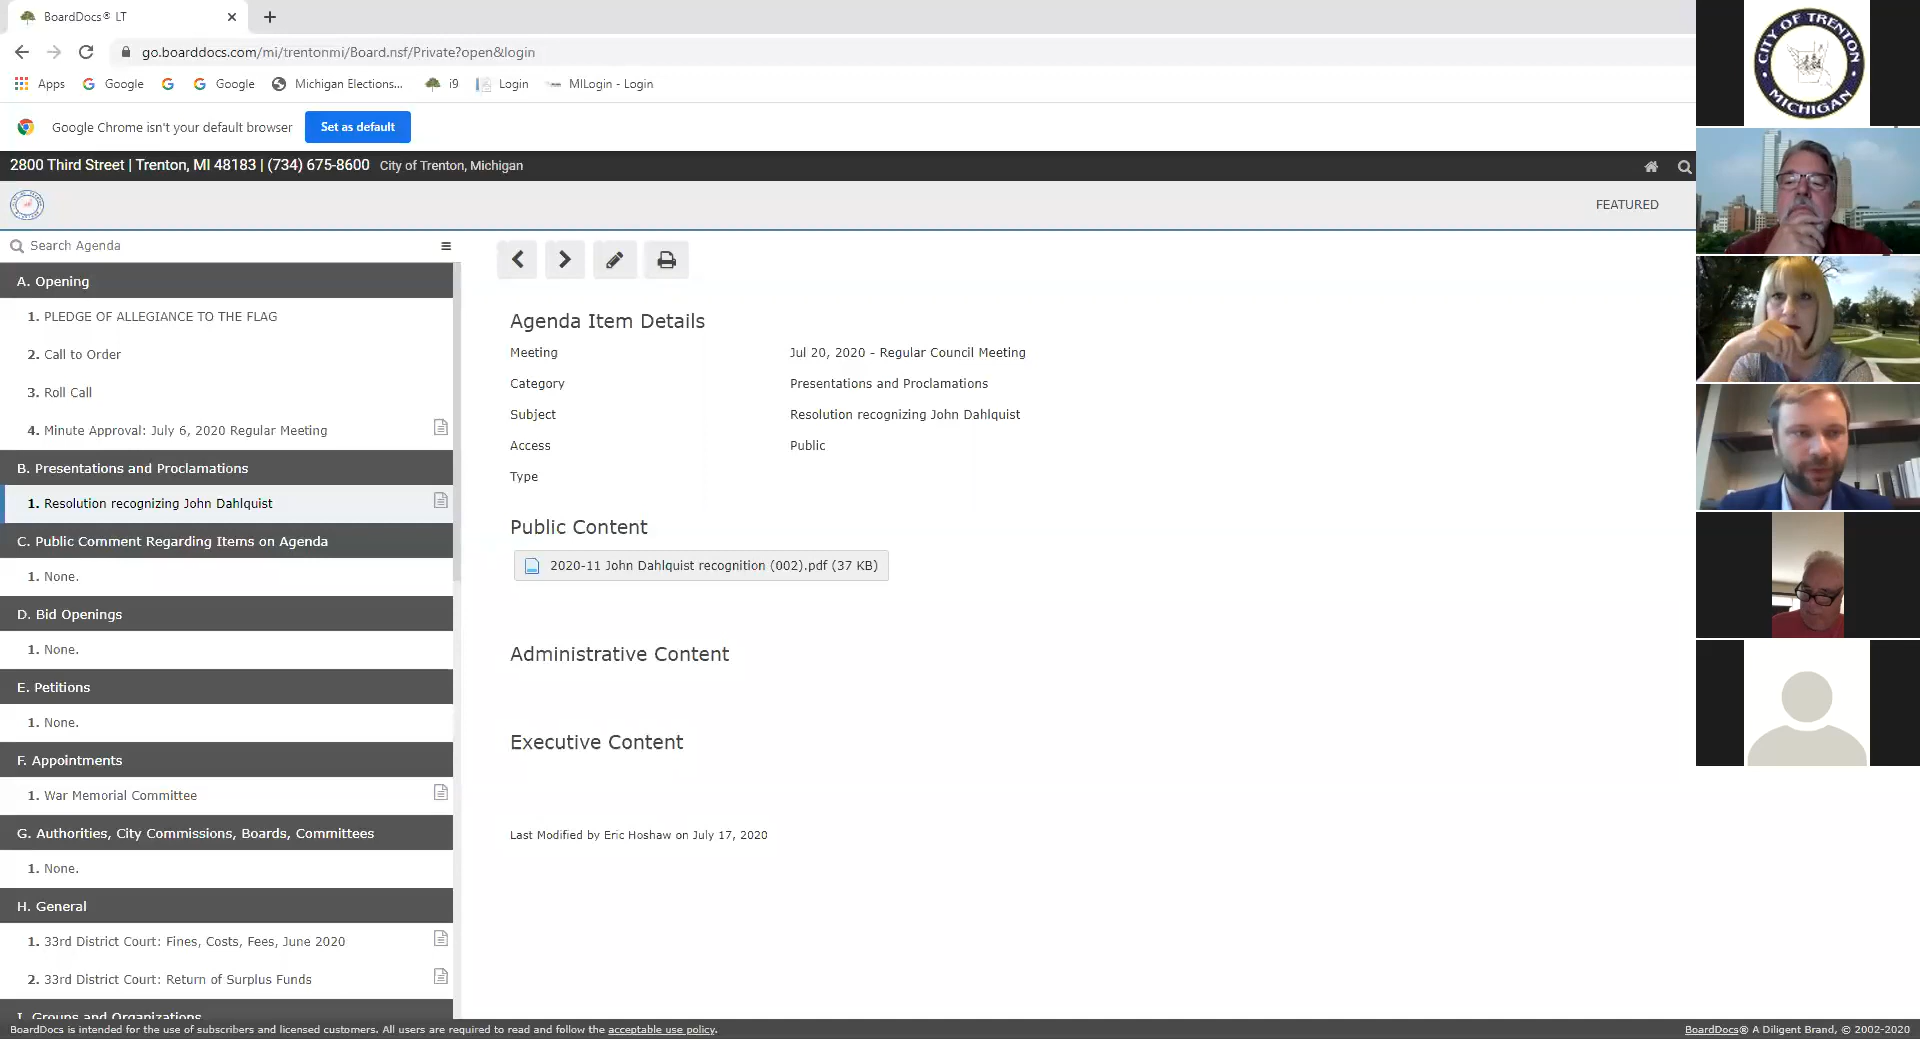 BoardDocs® LT
go.boarddocs.com/mi/trentonmi/Board.nsf/Private?open&login
Apps Google Google Michigan Elections... i9 Login MILogin - Login
Google Chrome isn't your default browser Set as default
2800 Third Street | Trenton, MI 48183 | (734) 675-8600 City of Trenton, Michigan
FEATURED
Search Agenda
A. Opening
1. PLEDGE OF ALLEGIANCE TO THE FLAG
2. Call to Order
3. Roll Call
4. Minute Approval: July 6, 2020 Regular Meeting
B. Presentations and Proclamations
1. Resolution recognizing John Dahlquist
C. Public Comment Regarding Items on Agenda
1. None.
D. Bid Openings
1. None.
E. Petitions
1. None.
F. Appointments
1. War Memorial Committee
G. Authorities, City Commissions, Boards, Committees
1. None.
H. General
1. 33rd District Court: Fines, Costs, Fees, June 2020
2. 33rd District Court: Return of Surplus Funds
I. Groups and Organizations
Agenda Item Details
Meeting Jul 20, 2020 - Regular Council Meeting
Category Presentations and Proclamations
Subject Resolution recognizing John Dahlquist
Access Public
Type
Public Content
2020-11 John Dahlquist recognition (002).pdf (37 KB)
Administrative Content
Executive Content
Last Modified by Eric Hoshaw on July 17, 2020
CITY OF TRENTON
MICHIGAN
BoardDocs is intended for the use of subscribers and licensed customers. All users are required to read and follow the acceptable use policy.
BoardDocs® A Diligent Brand, © 2002-2020